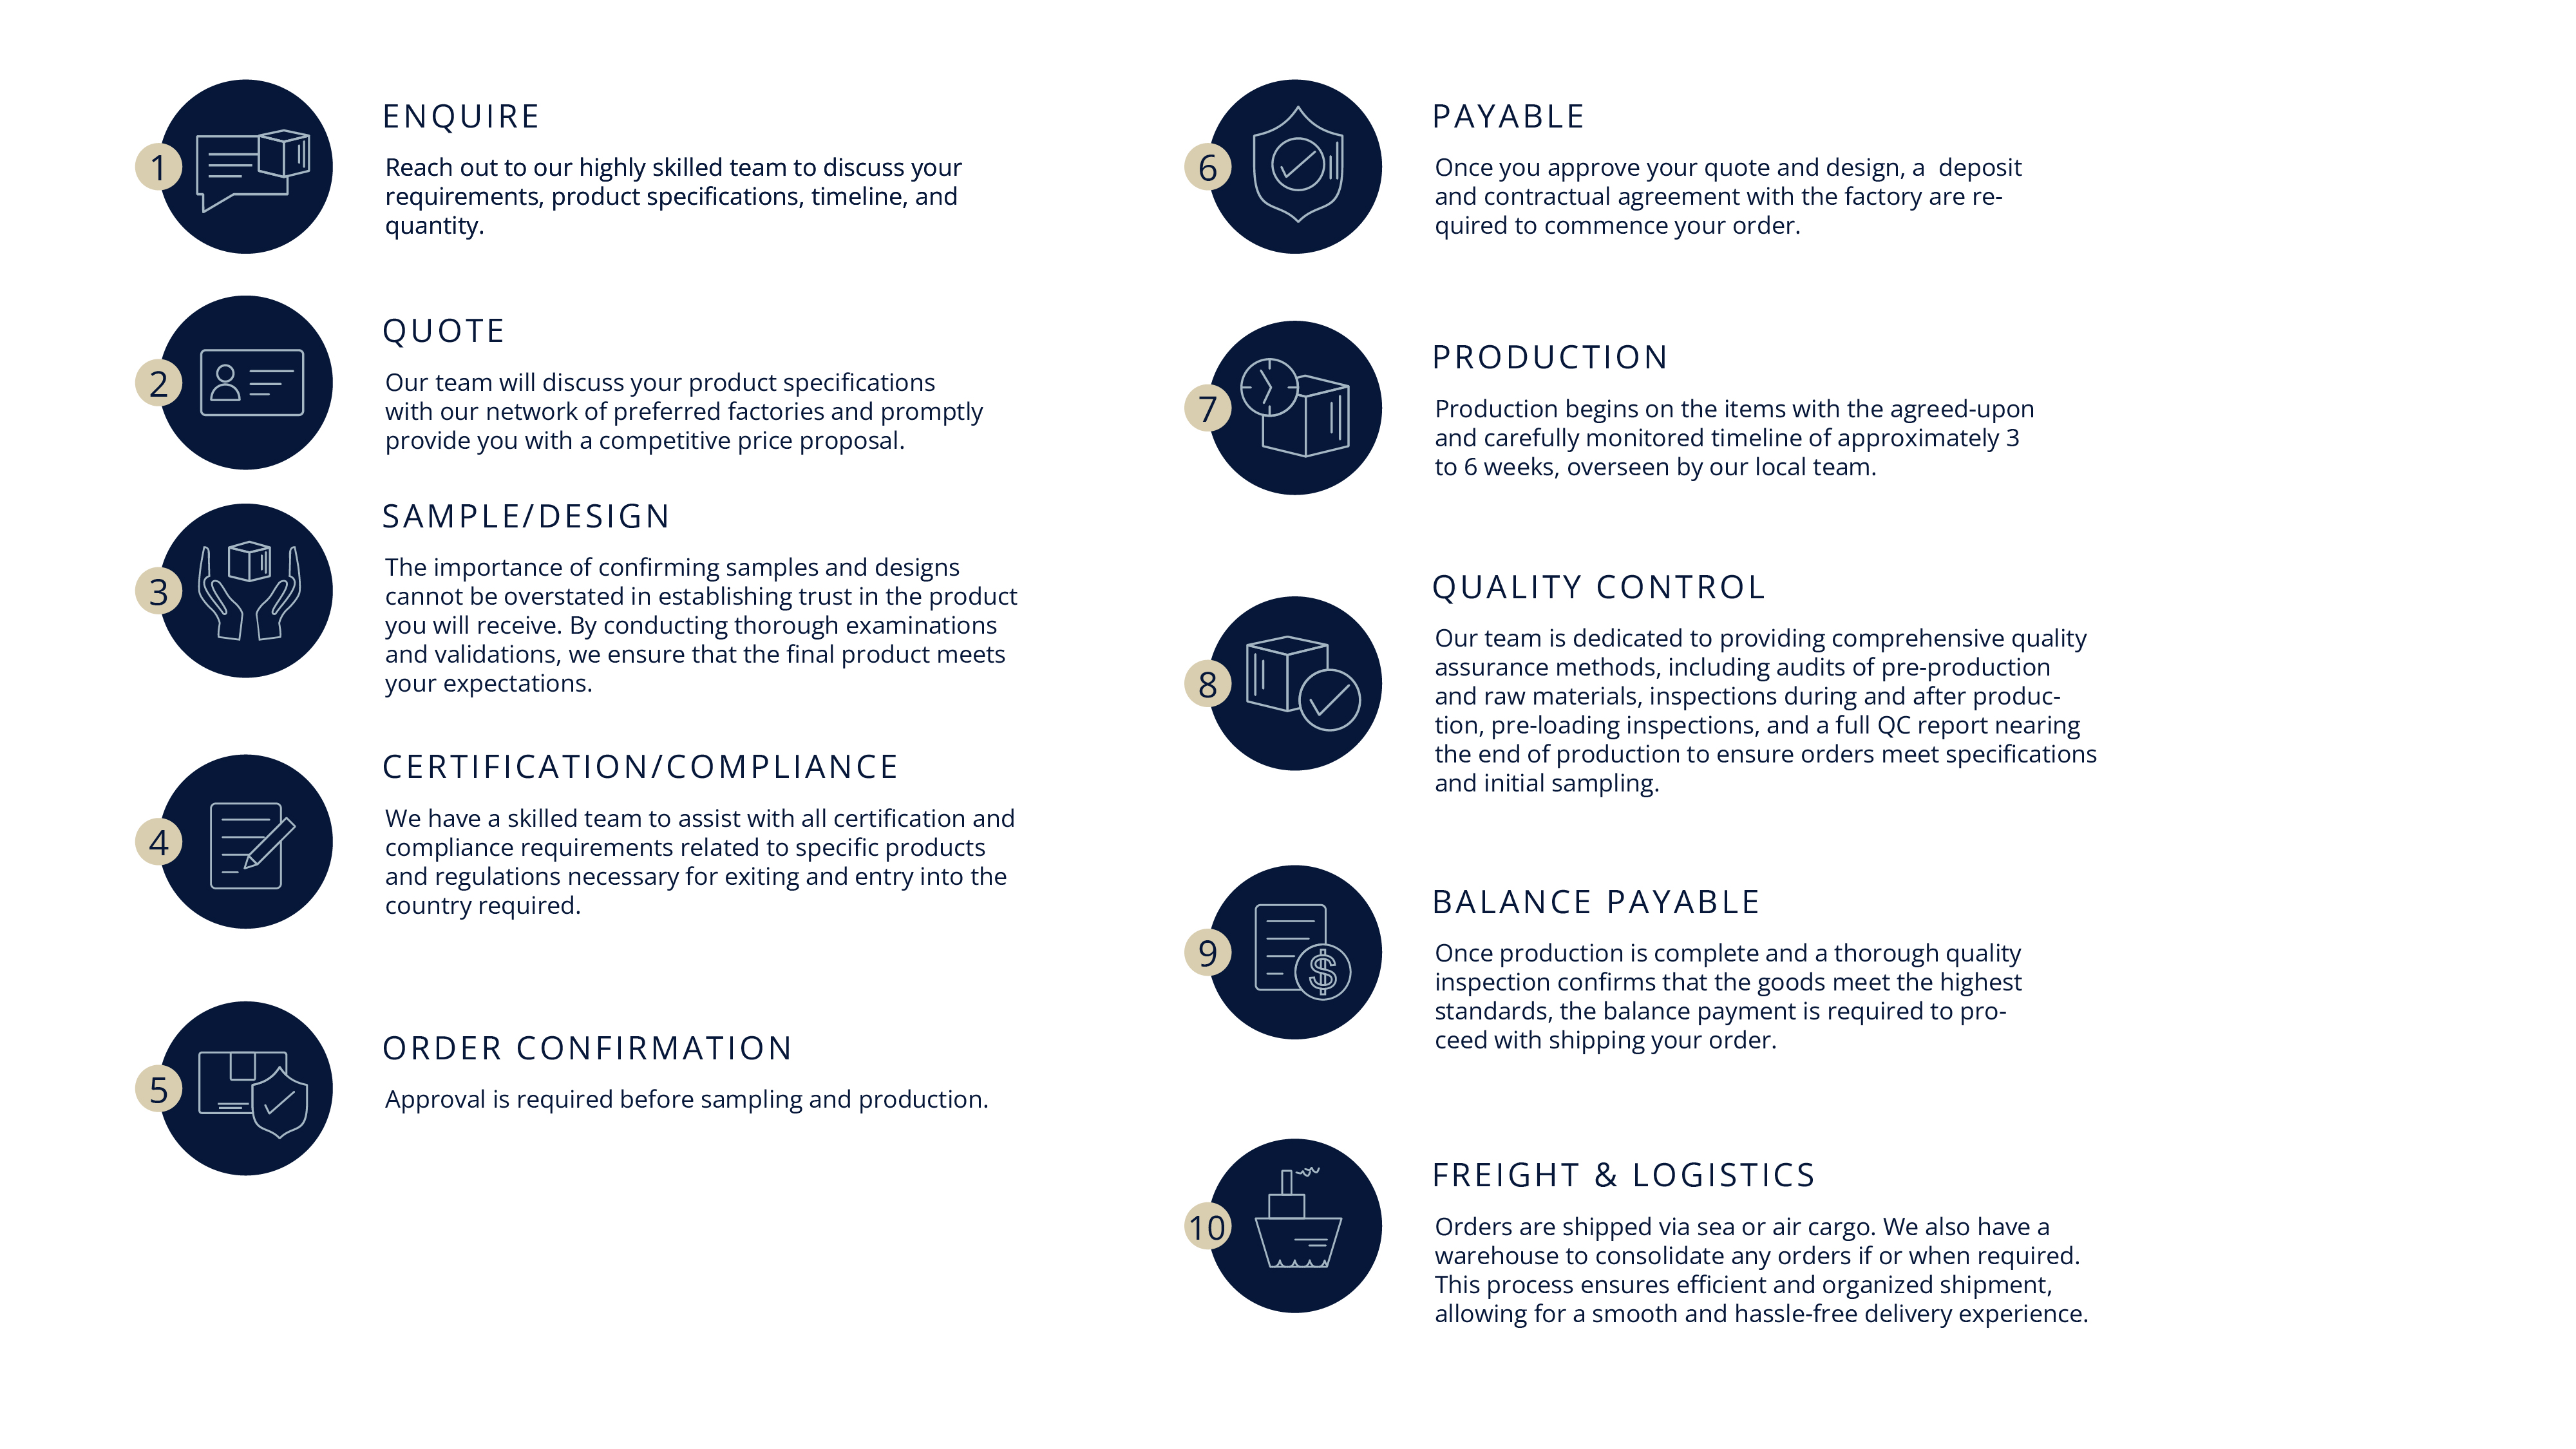 1
ENQUIRE
Reach out to our highly skilled team to discuss your
requirements, product specifications, timeline, and
quantity.
2
QUOTE
Our team will discuss your product specifications
with our network of preferred factories and promptly
provide you with a competitive price proposal.
3
SAMPLE/DESIGN
The importance of confirming samples and designs
cannot be overstated in establishing trust in the product
you will receive. By conducting thorough examinations
and validations, we ensure that the final product meets
your expectations.
4
CERTIFICATION/COMPLIANCE
We have a skilled team to assist with all certification and
compliance requirements related to specific products
and regulations necessary for exiting and entry into the
country required.
5
ORDER CONFIRMATION
Approval is required before sampling and production.
6
PAYABLE
Once you approve your quote and design, a  deposit
and contractual agreement with the factory are re-
quired to commence your order.
7
PRODUCTION
Production begins on the items with the agreed-upon
and carefully monitored timeline of approximately 3
to 6 weeks, overseen by our local team.
8
QUALITY CONTROL
Our team is dedicated to providing comprehensive quality
assurance methods, including audits of pre-production
and raw materials, inspections during and after produc-
tion, pre-loading inspections, and a full QC report nearing
the end of production to ensure orders meet specifications
and initial sampling.
9
$
BALANCE PAYABLE
Once production is complete and a thorough quality
inspection confirms that the goods meet the highest
standards, the balance payment is required to pro-
ceed with shipping your order.
10
FREIGHT & LOGISTICS
Orders are shipped via sea or air cargo. We also have a
warehouse to consolidate any orders if or when required.
This process ensures efficient and organized shipment,
allowing for a smooth and hassle-free delivery experience.